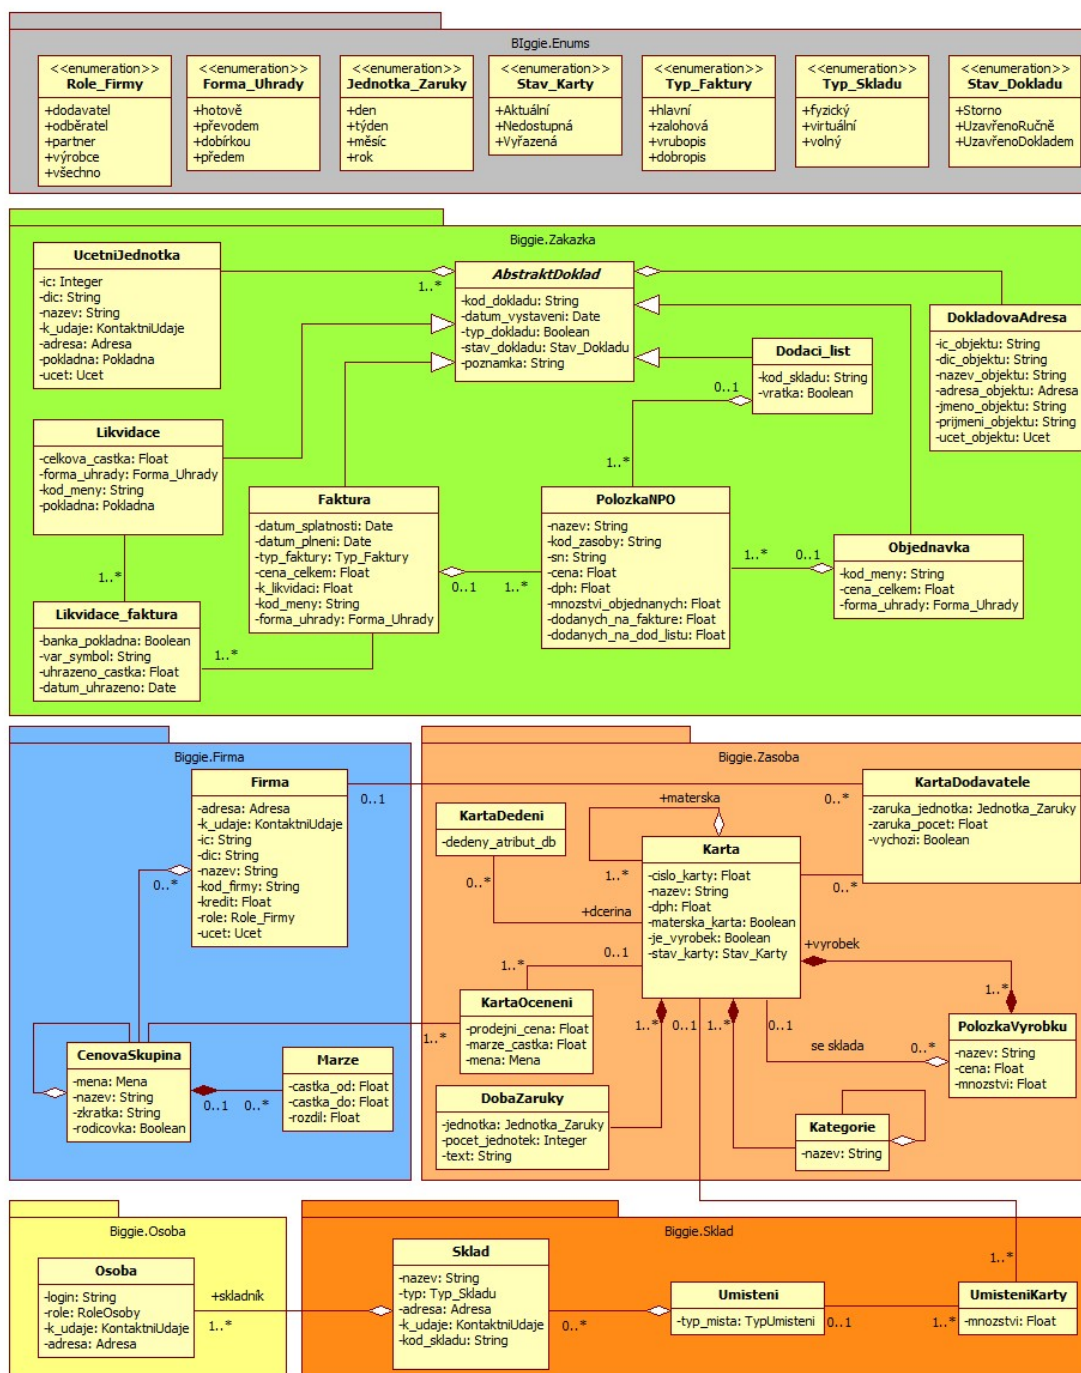 BIggie.Enums
<<enumeration>>
Role_Firmy
+dodavatel
+odběratel
+partner
+výrobce
+všechno
<<enumeration>>
Forma_Uhrady
+hotově
+převodem
+dobírkou
+předem
<<enumeration>>
Jednotka_Zaruky
+den
+týden
+měsíc
+rok
<<enumeration>>
Stav_Karty
+Aktuální
+Nedostupná
+Vyřazená
<<enumeration>>
Typ_Faktury
+hlavní
+zalohová
+vrubopis
+dobropis
<<enumeration>>
Typ_Skladu
+fyzický
+virtuální
+volný
<<enumeration>>
Stav_Dokladu
+Storno
+UzavřenoRučně
+UzavřenoDokladem
Biggie.Zakazka
UcetniJednotka
-ic: Integer
-dic: String
-nazev: String
-k_udaje: KontaktniUdaje
-adresa: Adresa
-pokladna: Pokladna
-ucet: Ucet
1..*
AbstraktDoklad
-kod_dokladu: String
-datum_vystaveni: Date
-typ_dokladu: Boolean
-stav_dokladu: Stav_Dokladu
-poznamka: String
Dodaci_list
-kod_skladu: String
-vratka: Boolean
0..1
DokladovaAdresa
-ic_objektu: String
-dic_objektu: String
-nazev_objektu: String
-adresa_objektu: Adresa
-jmeno_objektu: String
-prijmeni_objektu: String
-ucet_objektu: Ucet
Likvidace
-celkova_castka: Float
-forma_uhrady: Forma_Uhrady
-kod_meny: String
-pokladna: Pokladna
1..*
1..*
Faktura
-datum_splatnosti: Date
-datum_plneni: Date
-typ_faktury: Typ_Faktury
-cena_celkem: Float
-k_likvidaci: Float
-kod_meny: String
-forma_uhrady: Forma_Uhrady
0..1
1..*
PolozkaNPO
-nazev: String
-kod_zasoby: String
-sn: String
-cena: Float
-dph: Float
-mnozstvi_objednanych: Float
-dodanych_na_fakture: Float
-dodanych_na_dod_listu: Float
1..*
0..1
Objednavka
-kod_meny: String
-cena_celkem: Float
-forma_uhrady: Forma_Uhrady
Likvidace_faktura
-banka_pokladna: Boolean
-var_symbol: String
-uhrazeno_castka: Float
-datum_uhrazeno: Date
1..*
Biggie.Firma
Firma
-adresa: Adresa
-k_udaje: KontaktniUdaje
-ic: String
-dic: String
-nazev: String
-kod_firmy: String
-kredit: Float
-role: Role_Firmy
-ucet: Ucet
0..1
0..*
CenovaSkupina
-mena: Mena
-nazev: String
-zkratka: String
-rodicovka: Boolean
0..1
0..*
Marze
-castka_od: Float
-castka_do: Float
-rozdil: Float
Biggie.Zasoba
+materska
KartaDedeni
-dedeny_atribut_db
0..*
+dcerina
1..*
Karta
-cislo_karty: Float
-nazev: String
-dph: Float
-materska_karta: Boolean
-je_vyrobek: Boolean
-stav_karty: Stav_Karty
0..*
KartaDodavatele
-zaruka_jednotka: Jednotka_Zaruky
-zaruka_pocet: Float
-vychozi: Boolean
0..*
+vyrobek
0..1
1..*
KartaOceneni
-prodejni_cena: Float
-marze_castka: Float
-mena: Mena
1..*
1..*
0..1
1..*
0..1
1..*
PolozkaVyrobku
-nazev: String
-cena: Float
-mnozstvi: Float
se sklada
0..*
DobaZaruky
-jednotka: Jednotka_Zaruky
-pocet_jednotek: Integer
-text: String
Kategorie
-nazev: String
Biggie.Osoba
Osoba
-login: String
-role: RoleOsoby
-k_udaje: KontaktniUdaje
-adresa: Adresa
+skladník
1..*
Biggie.Sklad
Sklad
-nazev: String
-typ: Typ_Skladu
-adresa: Adresa
-k_udaje: KontaktniUdaje
-kod_skladu: String
0..*
Umisteni
-typ_mista: TypUmisteni
0..1
1..*
1..*
UmisteniKarty
-mnozstvi: Float